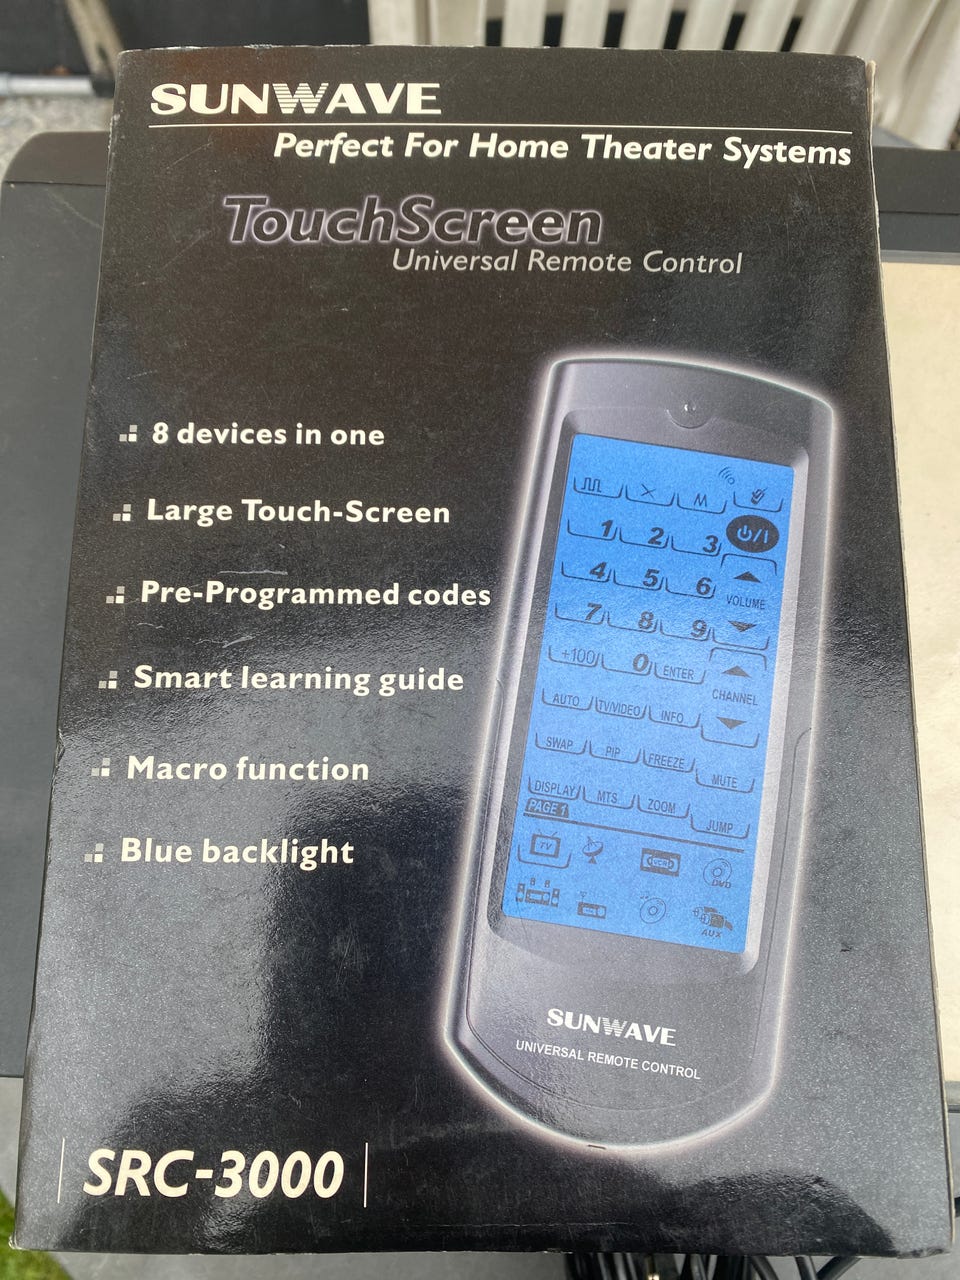 SUNWAVE
Perfect For Home Theater Systems
TouchScreen
Universal Remote Control
8 devices in one
Large Touch-Screen
Pre-Programmed codes
Smart learning guide
Macro function
Blue backlight
M
1 2 3
4 5 6 VOLUME
7 8 9
+100 0 ENTER CHANNEL
AUTO TV/VIDEO INFO
SWAP PIP FREEZE MUTE
DISPLAY MTS ZOOM JUMP
PAGE 1
TV VCR DVD
AUX
SUNWAVE
UNIVERSAL REMOTE CONTROL
SRC-3000